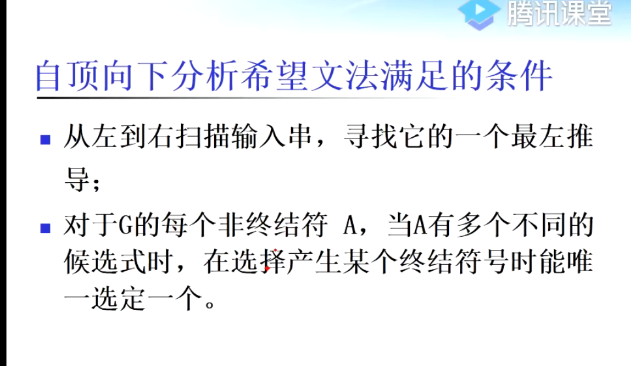 腾讯课堂
自顶向下分析希望文法满足的条件
从左到右扫描输入串，寻找它的一个最左推
导；
对于G的每个非终结符 A，当A有多个不同的
候选式时，在选择产生某个终结符号时能唯
一选定一个。